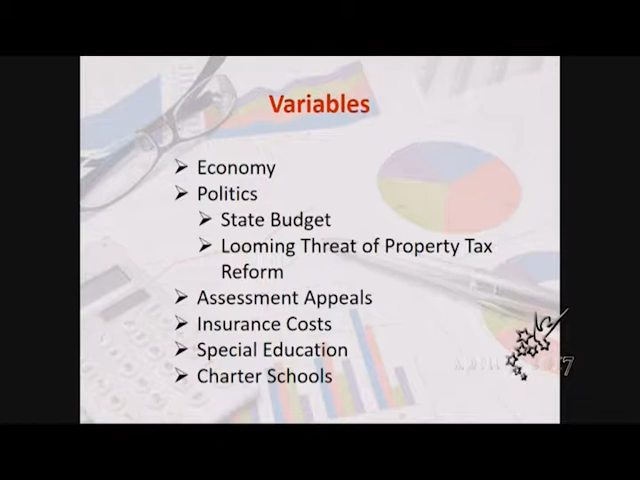 Variables
Economy
Politics
State Budget
Looming Threat of Property Tax
Reform
Assessment Appeals
Insurance Costs
Special Education
Charter Schools